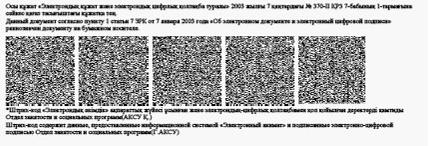 Осы құжат «Электрондық құжат және электрондық цифрлық қолтаңба туралы» 2003 жылғы 7 қаңтардағы № 370-II ҚРЗ 7-бабының 1-тармағына
сәйкес қағаз тасығыштағы құжатқа тең.
Данный документ согласно пункту 1 статьи 7 ЗРК от 7 января 2003 года «Об электронном документе и электронной цифровой подписи»
равнозначен документу на бумажном носителе.
*Штрих-код «Электрондық әкімдік» ақпараттық жүйесі ұсынған және электрондық-цифрлық қолтаңбамен қол қойылған деректерді қамтиды
Отдел занятости и социальных программ(АКСУ Қ.)
Штрих-код содержит данные, предоставленные информационной системой «Электронный акимат» и подписанные электронно-цифровой
подписью Отдел занятости и социальных программ(Г.АКСУ)